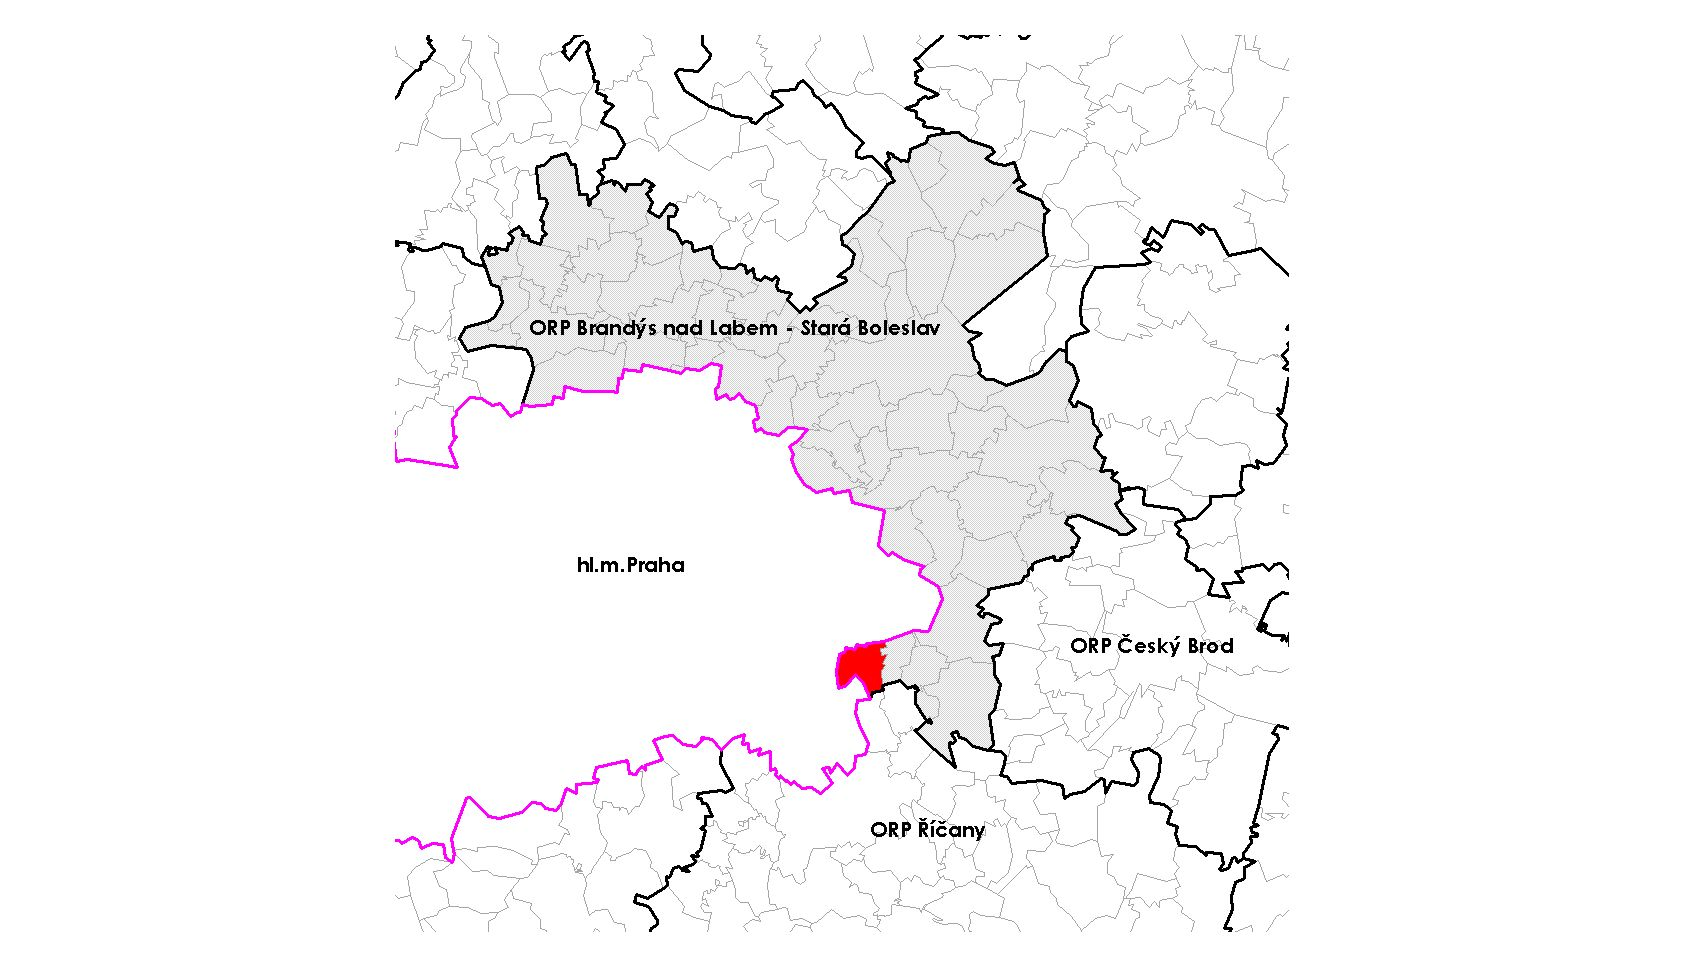 ORP Brandýs nad Labem - Stará Boleslav
hl.m.Praha
ORP Český Brod
ORP Říčany